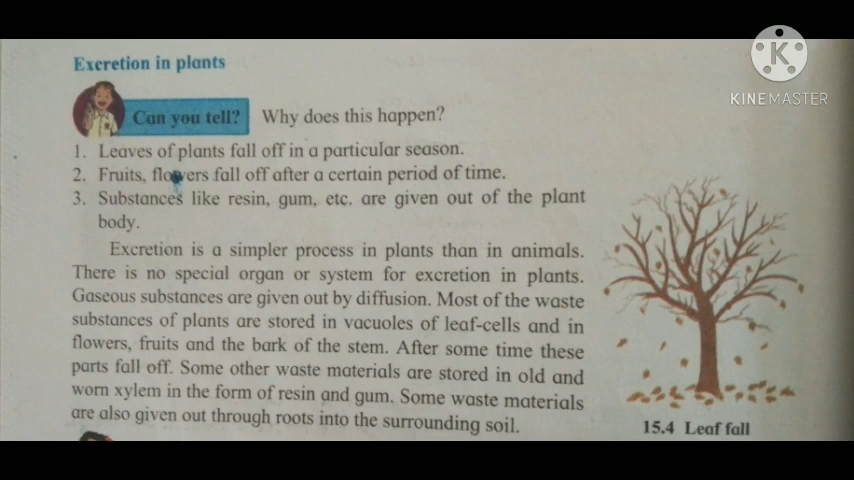 KINEMASTER
Excretion in plants
Can you tell? Why does this happen?
1. Leaves of plants fall off in a particular season.
2. Fruits, flowers fall off after a certain period of time.
3. Substances like resin, gum, etc. are given out of the plant
body.
Excretion is a simpler process in plants than in animals.
There is no special organ or system for excretion in plants.
Gaseous substances are given out by diffusion. Most of the waste
substances of plants are stored in vacuoles of leaf-cells and in
flowers, fruits and the bark of the stem. After some time these
parts fall off. Some other waste materials are stored in old and
worn xylem in the form of resin and gum. Some waste materials
are also given out through roots into the surrounding soil.
15.4 Leaf fall